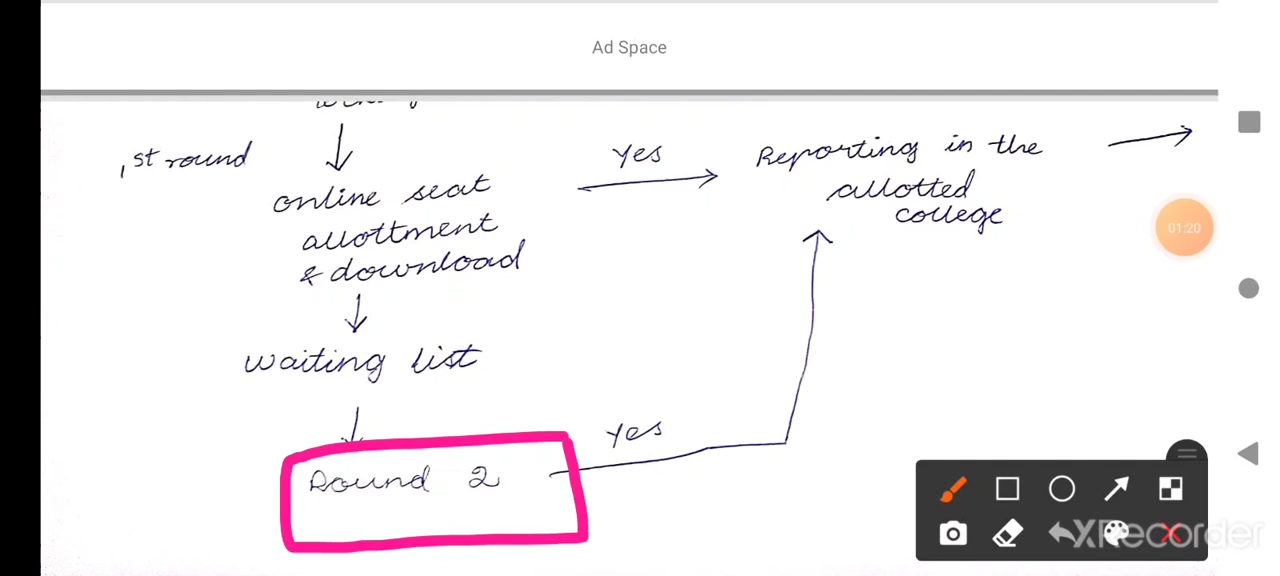 Ad Space
1st round
Yes
Reporting in the
allotted
college
online seat
allottment
& download
01:20
waiting list
Yes
Round 2
XRecorder